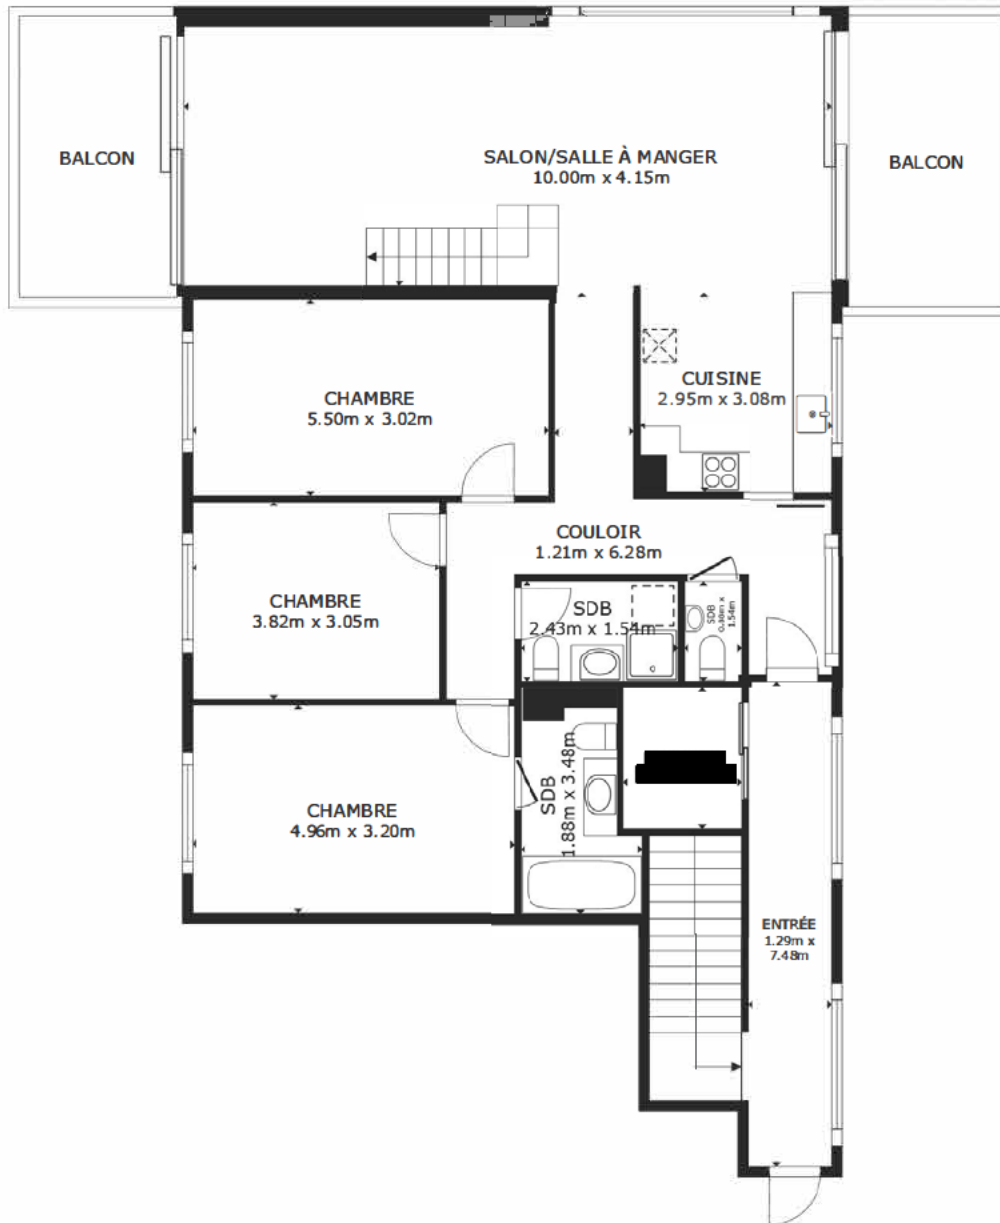 BALCON
SALON/SALLE À MANGER
10.00m x 4.15m
BALCON
CHAMBRE
5.50m x 3.02m
CUISINE
2.95m x 3.08m
COULOIR
1.21m x 6.28m
CHAMBRE
3.82m x 3.05m
SDB
2.43m x 1.54m
SDB
x
1.54m
CHAMBRE
4.96m x 3.20m
SDB
1.88m x 3.48m
ENTRÉE
1.29m x
7.48m